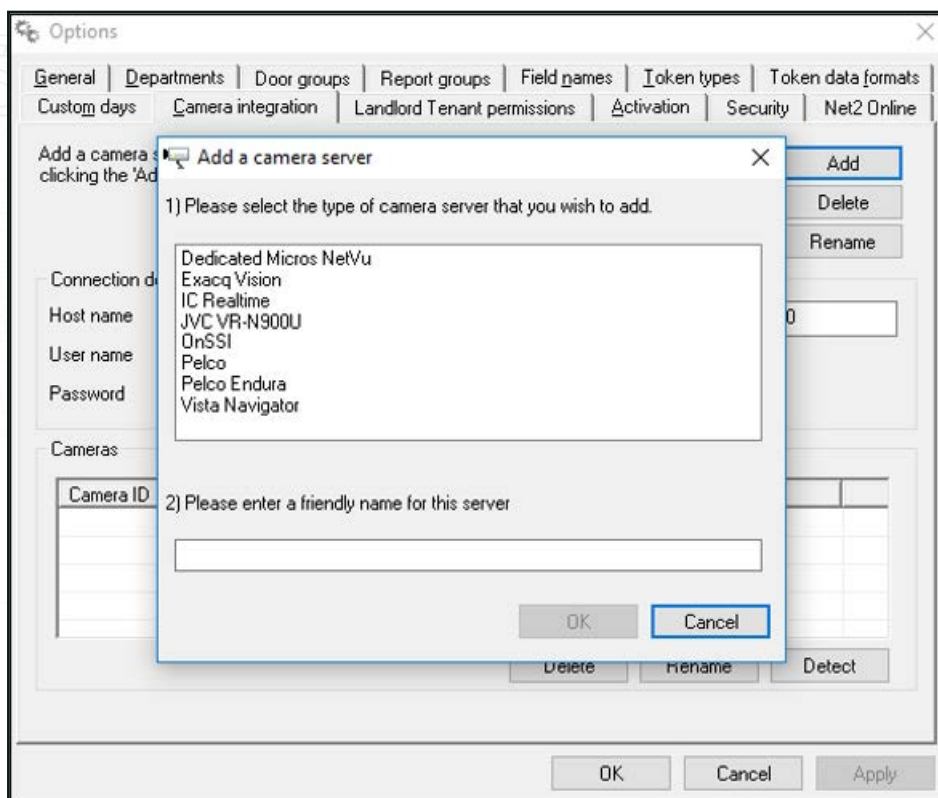 Options
General Departments Door groups Report groups Field names Token types Token data formats
Custom days Camera integration Landlord Tenant permissions Activation Security Net2 Online
Add a camera
clicking the 'Ad
Add
Delete
Rename
Connection d
Host name
0
User name
Password
Cameras
Camera ID
Add a camera server
1) Please select the type of camera server that you wish to add.
Dedicated Micros NetVu
Exacq Vision
IC Realtime
JVC VR-N900U
OnSSI
Pelco
Pelco Endura
Vista Navigator
2) Please enter a friendly name for this server
OK Cancel
Delete Rename Detect
OK Cancel Apply